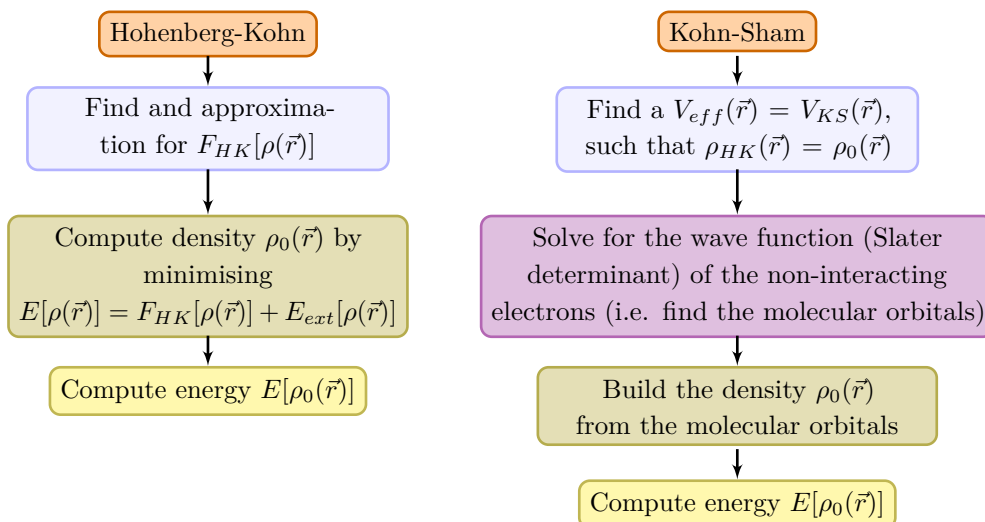 Hohenberg-Kohn
Find and approxima-
tion for $F_{HK}[\rho(\vec{r})]$
Compute density $\rho_0(\vec{r})$ by
minimising
$E[\rho(\vec{r})] = F_{HK}[\rho(\vec{r})] + E_{ext}[\rho(\vec{r})]$
Compute energy $E[\rho_0(\vec{r})]$
Kohn-Sham
Find a $V_{eff}(\vec{r}) = V_{KS}(\vec{r})$,
such that $\rho_{HK}(\vec{r}) = \rho_0(\vec{r})$
Solve for the wave function (Slater
determinant) of the non-interacting
electrons (i.e. find the molecular orbitals)
Build the density $\rho_0(\vec{r})$
from the molecular orbitals
Compute energy $E[\rho_0(\vec{r})]$